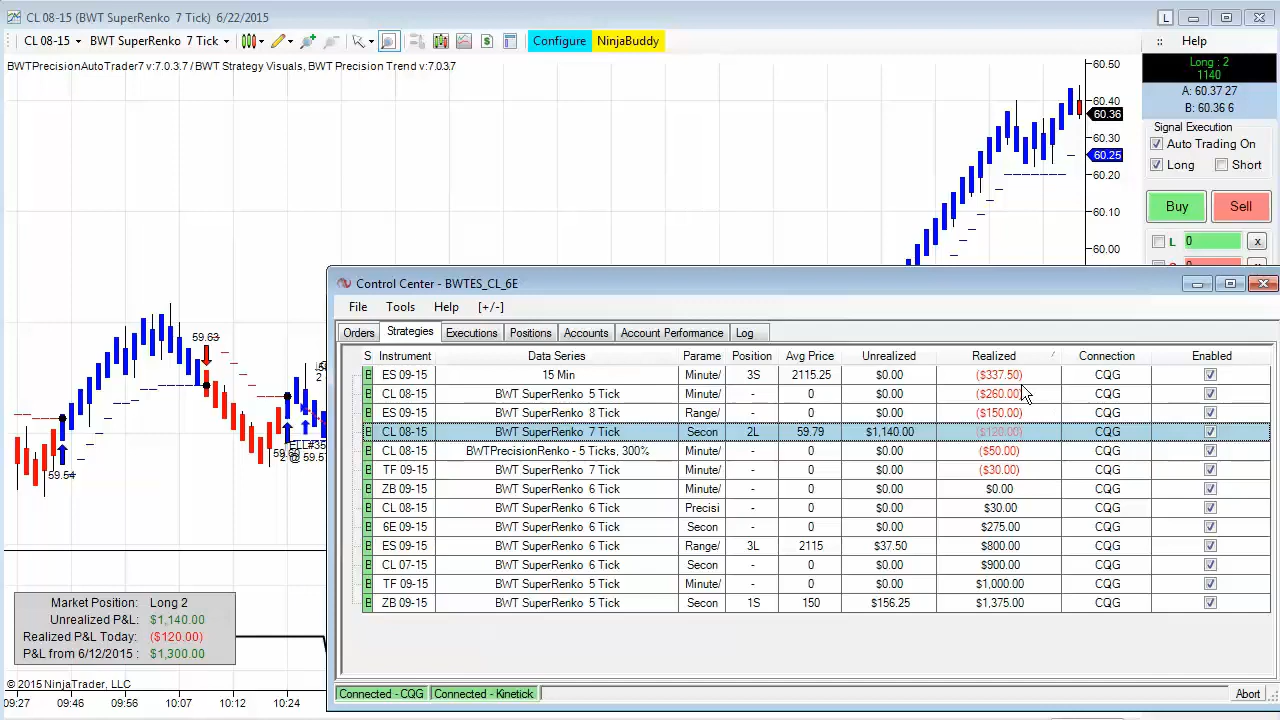 CL 08-15 (BWT SuperRenko 7 Tick) 6/22/2015
L
CL 08-15 BWT SuperRenko 7 Tick $ Configure NinjaBuddy
Help
BWTPrecisionAutoTrader7 v:7.0.3.7 / BWT Strategy Visuals, BWT Precision Trend v:7.0.3.7
Long : 2
1140
A: 60.37 27
B: 60.36 6
Signal Execution
Auto Trading On
Long Short
Buy Sell
L 0 x
60.50
60.40
60.36
60.30
60.25
60.20
60.10
60.00
59.63
59.54
Control Center - BWTES_CL_6E
File Tools Help [+/-]
Orders Strategies Executions Positions Accounts Account Performance Log
S Instrument Data Series Parame Position Avg Price Unrealized Realized Connection Enabled
B ES 09-15 15 Min Minute/ 3S 2115.25 $0.00 ($337.50) CQG
B CL 08-15 BWT SuperRenko 5 Tick Minute/ - 0 $0.00 ($260.00) CQG
B ES 09-15 BWT SuperRenko 8 Tick Range/ - 0 $0.00 ($150.00) CQG
B CL 08-15 BWT SuperRenko 7 Tick Secon 2L 59.79 $1,140.00 ($120.00) CQG
B CL 08-15 BWTPrecisionRenko - 5 Ticks, 300% Minute/ - 0 $0.00 ($50.00) CQG
B TF 09-15 BWT SuperRenko 7 Tick Minute/ - 0 $0.00 ($30.00) CQG
B ZB 09-15 BWT SuperRenko 6 Tick Minute/ - 0 $0.00 $0.00 CQG
B CL 08-15 BWT SuperRenko 6 Tick Precisi - 0 $0.00 $30.00 CQG
B 6E 09-15 BWT SuperRenko 6 Tick Secon - 0 $0.00 $275.00 CQG
B ES 09-15 BWT SuperRenko 6 Tick Range/ 3L 2115 $37.50 $800.00 CQG
B CL 07-15 BWT SuperRenko 6 Tick Secon - 0 $0.00 $900.00 CQG
B TF 09-15 BWT SuperRenko 5 Tick Minute/ - 0 $0.00 $1,000.00 CQG
B ZB 09-15 BWT SuperRenko 5 Tick Secon 1S 150 $156.25 $1,375.00 CQG
Connected - CQG Connected - Kinetick Abort
Market Position: Long 2
Unrealized P&L: $1,140.00
Realized P&L Today: ($120.00)
P&L from 6/12/2015 : $1,300.00
© 2015 NinjaTrader, LLC
09:27 09:46 09:56 10:07 10:24